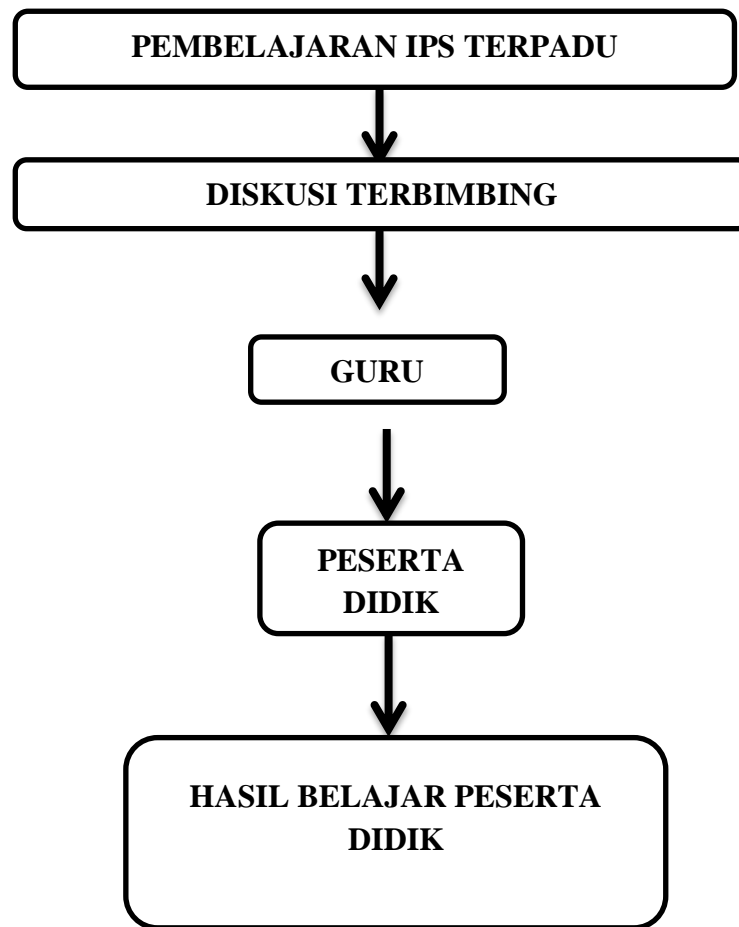 PEMBELAJARAN IPS TERPADU
DISKUSI TERBIMBING
GURU
PESERTA
DIDIK
HASIL BELAJAR PESERTA
DIDIK